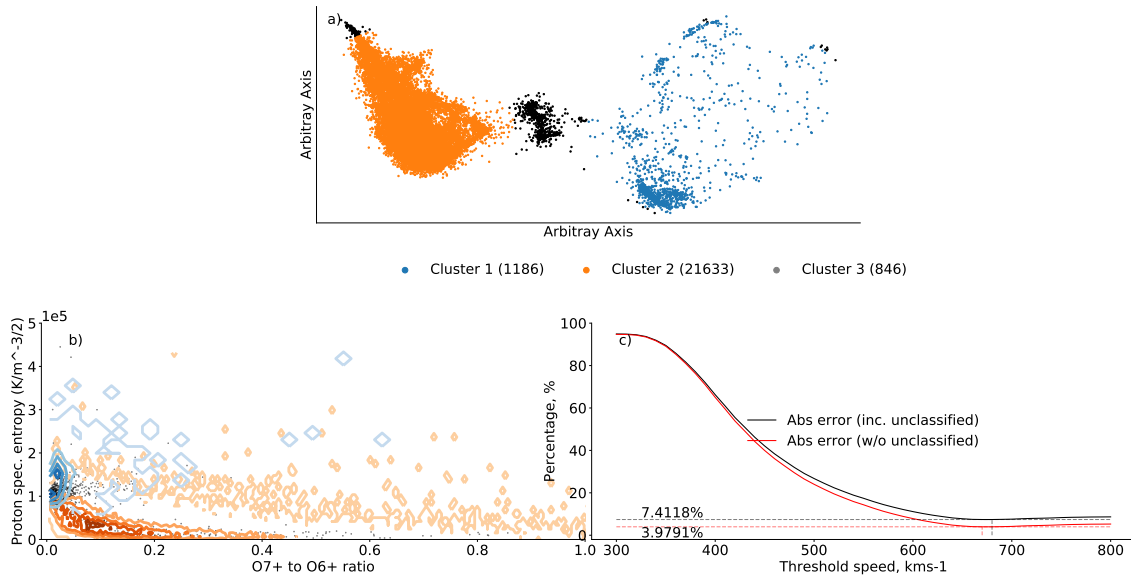 a)
Arbitray Axis
Arbitray Axis
Cluster 1 (1186)
Cluster 2 (21633)
Cluster 3 (846)
1e5
b)
Proton spec. entropy (K/m^-3/2)
5
4
3
2
1
0
0.0 0.2 0.4 0.6 0.8 1.0
O7+ to O6+ ratio
c)
Percentage, %
100
80
60
40
20
0
Abs error (inc. unclassified)
Abs error (w/o unclassified)
7.4118%
3.9791%
300 400 500 600 700 800
Threshold speed, kms-1